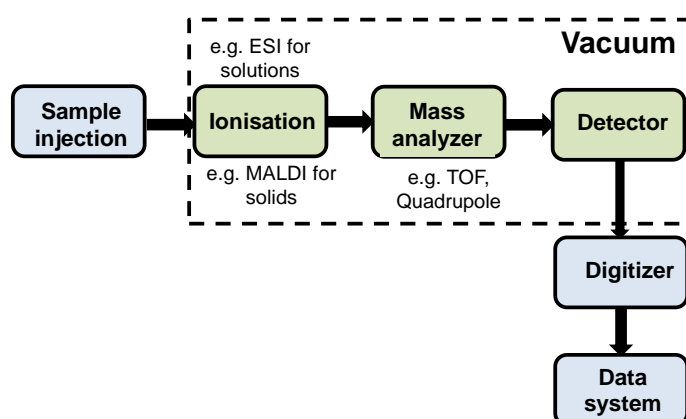 e.g. ESI for
solutions
Vacuum
Sample
injection
Ionisation
Mass
analyzer
Detector
e.g. MALDI for
solids
e.g. TOF,
Quadrupole
Digitizer
Data
system